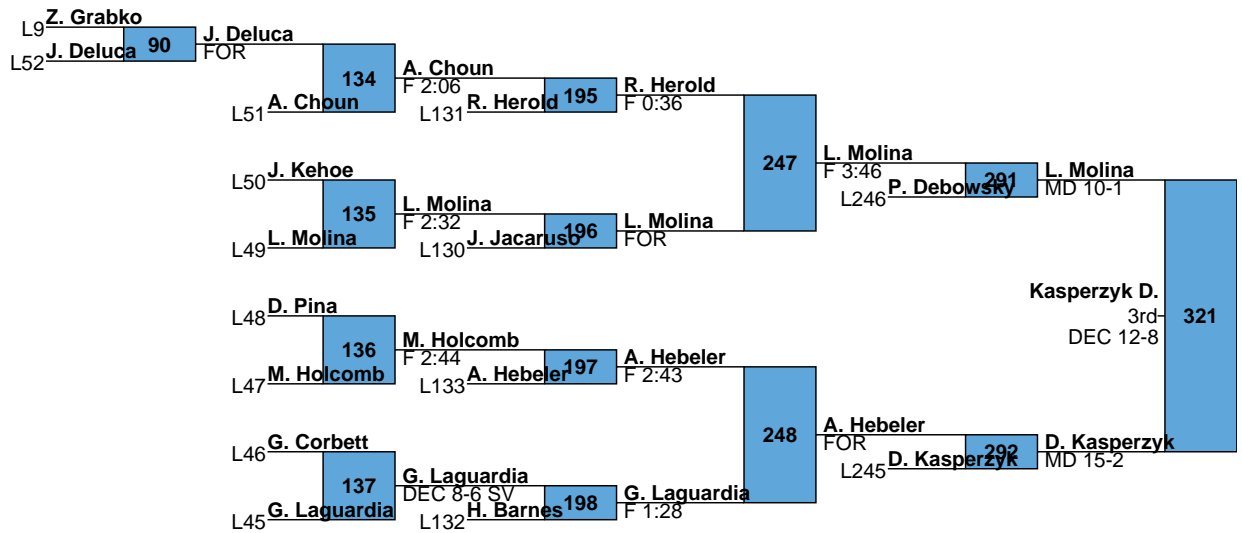 Z. Grabko
L9
90
J. Deluca
L52
J. Deluca
FOR
134
A. Choun
L51
A. Choun
F 2:06
R. Herold
L131
195
R. Herold
F 0:36
J. Kehoe
L50
135
L. Molina
L49
L. Molina
F 2:32
J. Jacaruso
L130
196
L. Molina
FOR
247
L. Molina
F 3:46
P. Debowsky
L246
291
L. Molina
MD 10-1
D. Pina
L48
136
M. Holcomb
L47
M. Holcomb
F 2:44
A. Hebeler
L133
197
A. Hebeler
F 2:43
G. Corbett
L46
137
G. Laguardia
L45
G. Laguardia
DEC 8-6 SV
H. Barnes
L132
198
G. Laguardia
F 1:28
248
A. Hebeler
FOR
D. Kasperzyk
L245
292
D. Kasperzyk
MD 15-2
Kasperzyk D.
3rd
DEC 12-8
321